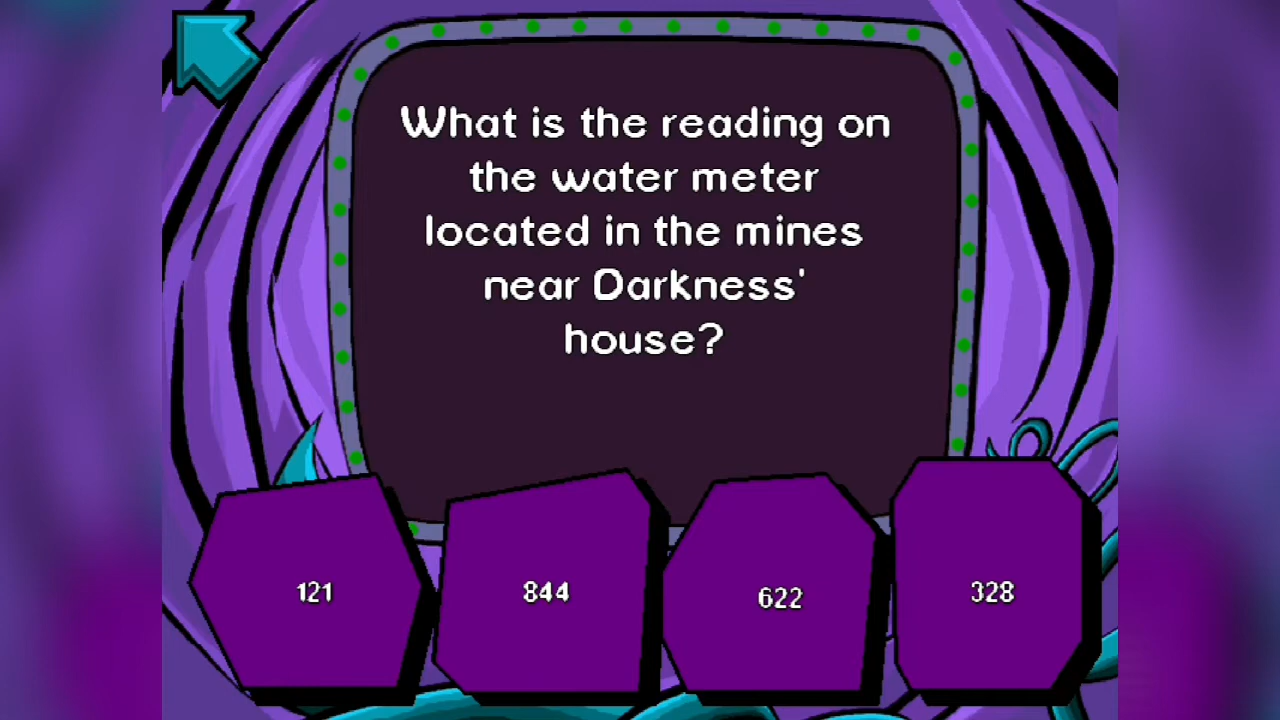 What is the reading on
the water meter
located in the mines
near Darkness'
house?
121
844
622
328